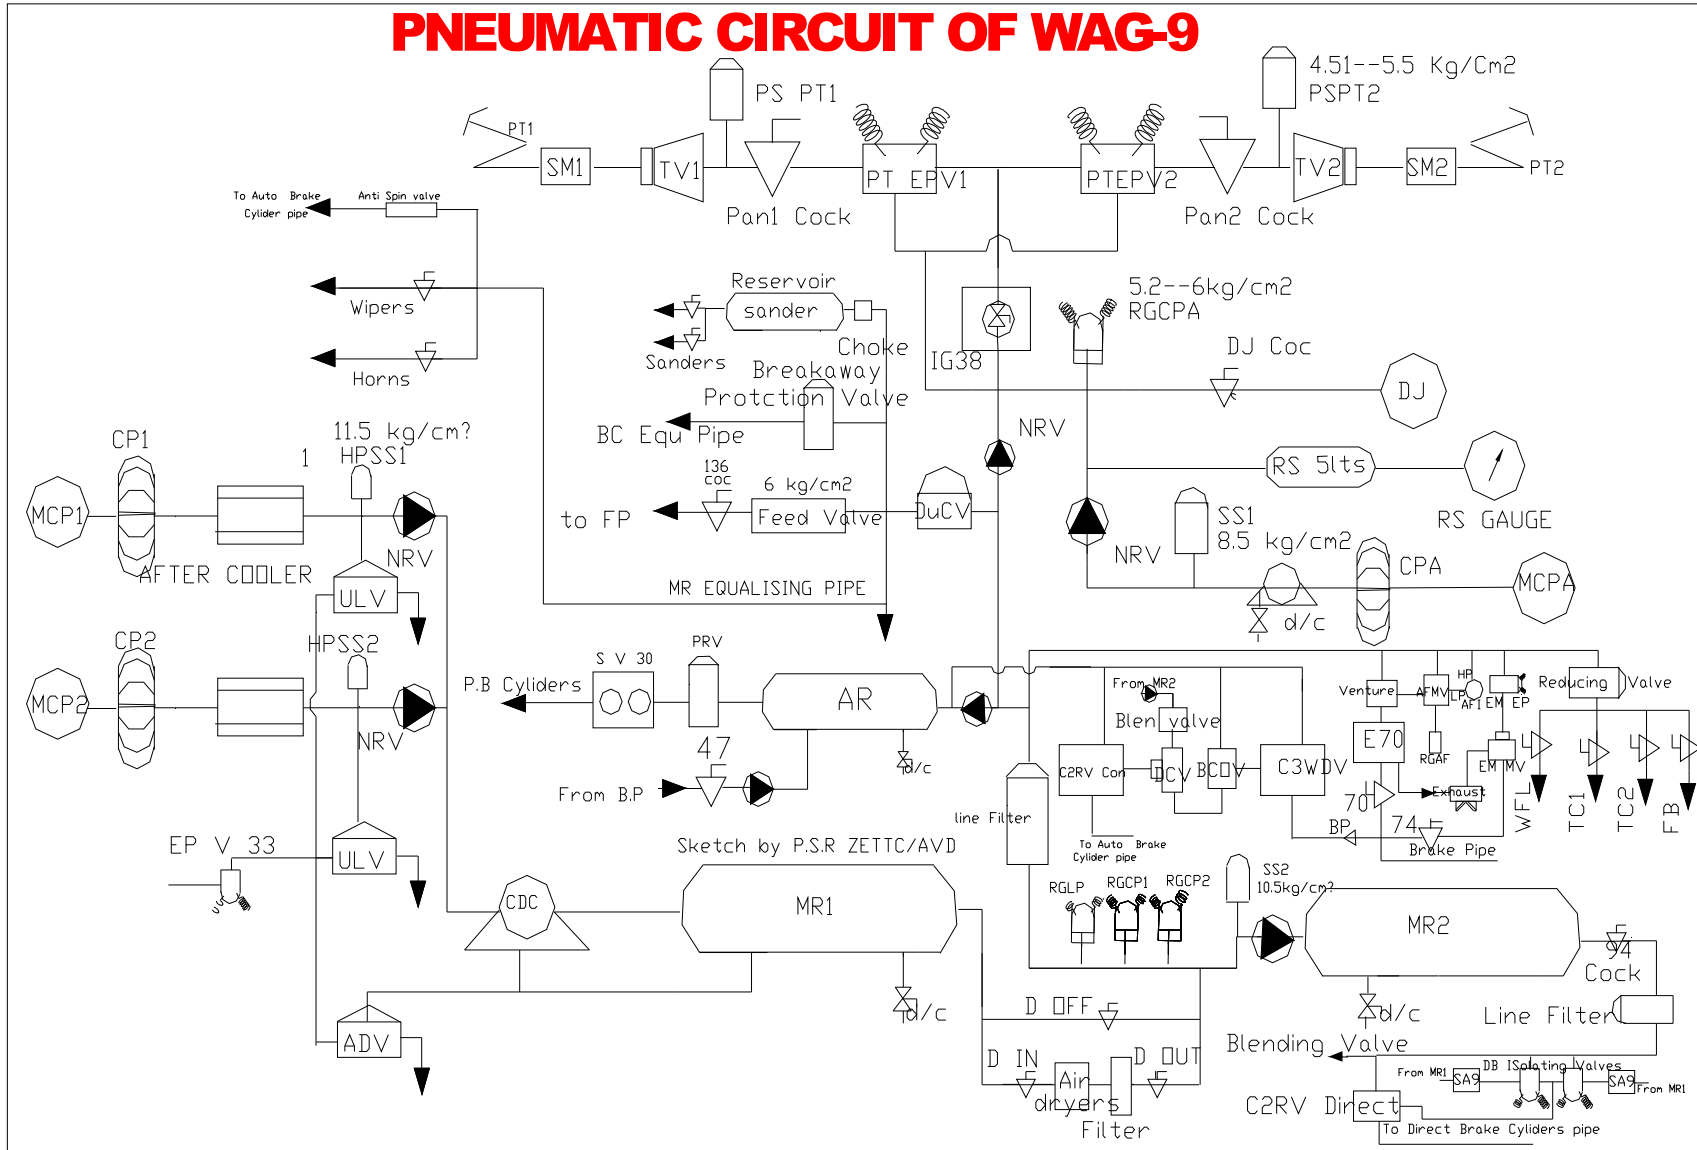 PNEUMATIC CIRCUIT OF WAG-9
4.51--5.5 Kg/Cm2
PS PT1
PSPT2
PT1
SM1
TV1
PT EPV1
PTEPV2
TV2
SM2
PT2
To Auto Brake
Cylider pipe
Anti Spin valve
Pan1 Cock
Pan2 Cock
Reservoir
sander
5.2--6kg/cm2
RGCPA
Wipers
Sanders
Choke
IG38
DJ Coc
Horns
Breakaway
Protction Valve
DJ
11.5 kg/cm?
HPSS1
CP1
1
BC Equ Pipe
NRV
136
coc
6 kg/cm2
RS 5lts
MCP1
to FP
Feed Valve
DuCV
SS1
8.5 kg/cm2
RS GAUGE
NRV
NRV
AFTER COOLER
CPA
MCPA
ULV
MR EQUALISING PIPE
d/c
CP2
HPSS2
PRV
S V 30
P.B Cyliders
AR
From MR2
Blen valve
Venture
AFMV
HP
LP
AFI
EM EP
Reducing Valve
MCP2
NRV
47
d/c
E70
RGAF
EM MV
C2RV Con
DCV
BCOV
C3WDV
From B.P
70
Exhaust
line Filter
BP
74
Brake Pipe
WFL
TC1
TC2
FB
EP V 33
ULV
Sketch by P.S.R ZETTC/AVD
To Auto Brake
Cylider pipe
RGLP
RGCP1
RGCP2
SS2
10.5kg/cm?
CDC
MR1
MR2
94
Cock
d/c
D OFF
d/c
Line Filter
ADV
D IN
D OUT
Blending Valve
Air
dryers
Filter
DB ISolating Valves
From MR1
SA9
SA9
From MR1
C2RV Direct
To Direct Brake Cyliders pipe